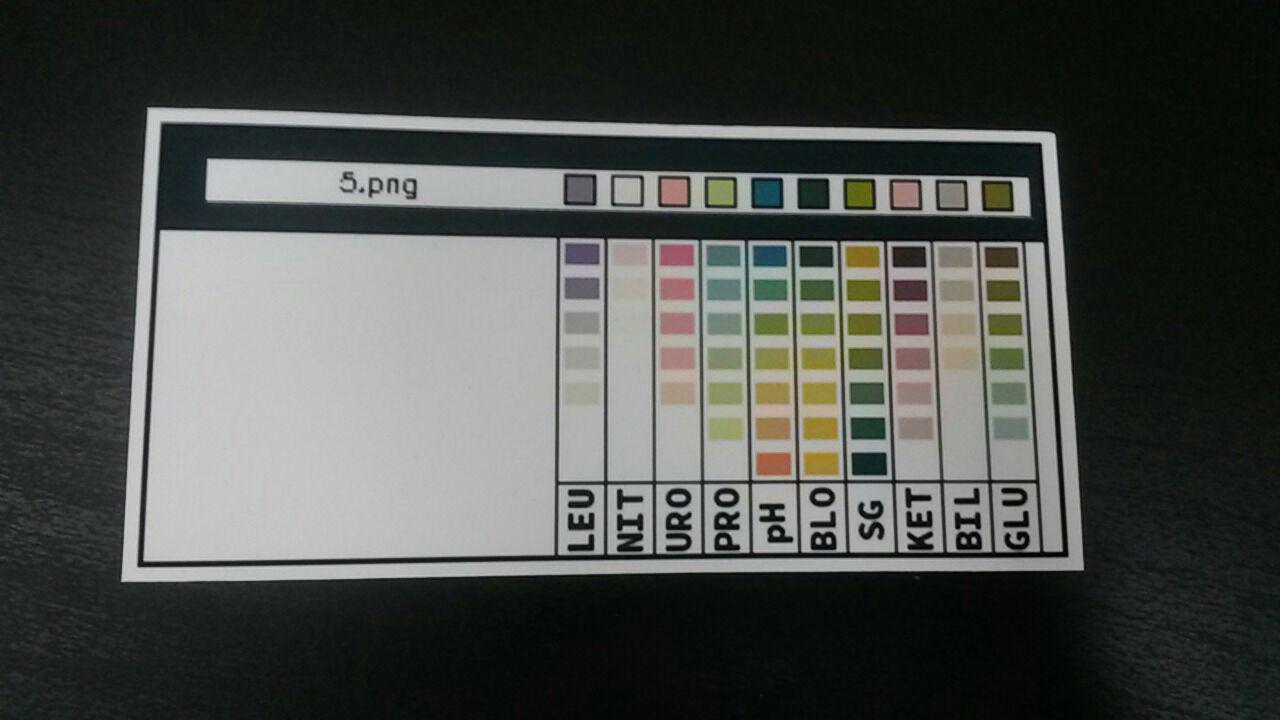 5.png
LEU
NIT
URO
PRO
pH
BLO
SG
KET
BIL
GLU